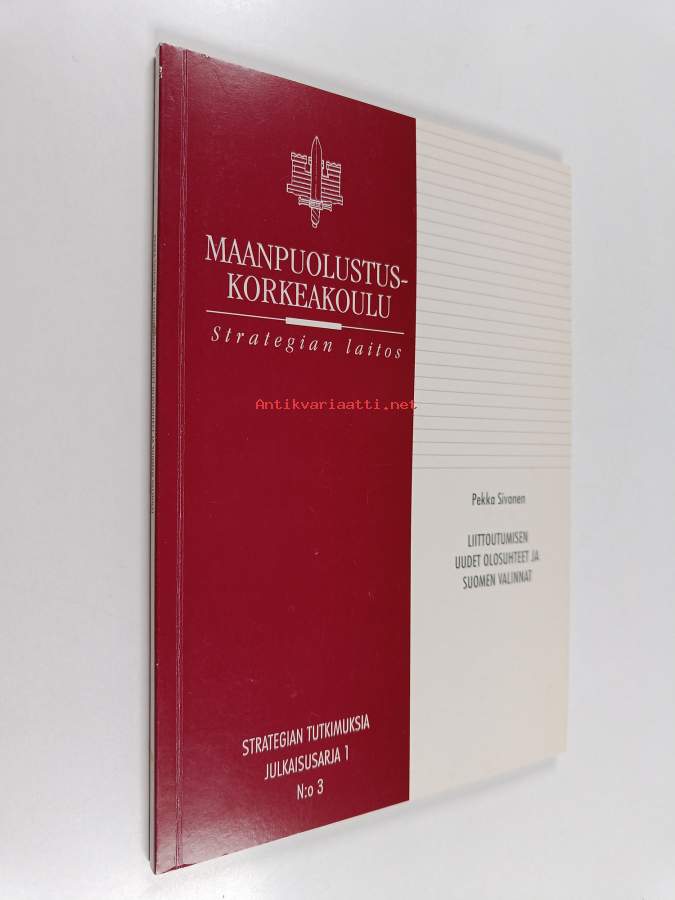 MAANPUOLUSTUS-
KORKEAKOULU
Strategian laitos
Antikvariaatti.net
Pekka Sivonen
LIITTOUTUMISEN
UUDET OLOSUHTEET JA
SUOMEN VALINNAT
STRATEGIAN TUTKIMUKSIA
JULKAISUSARJA 1
N:o 3